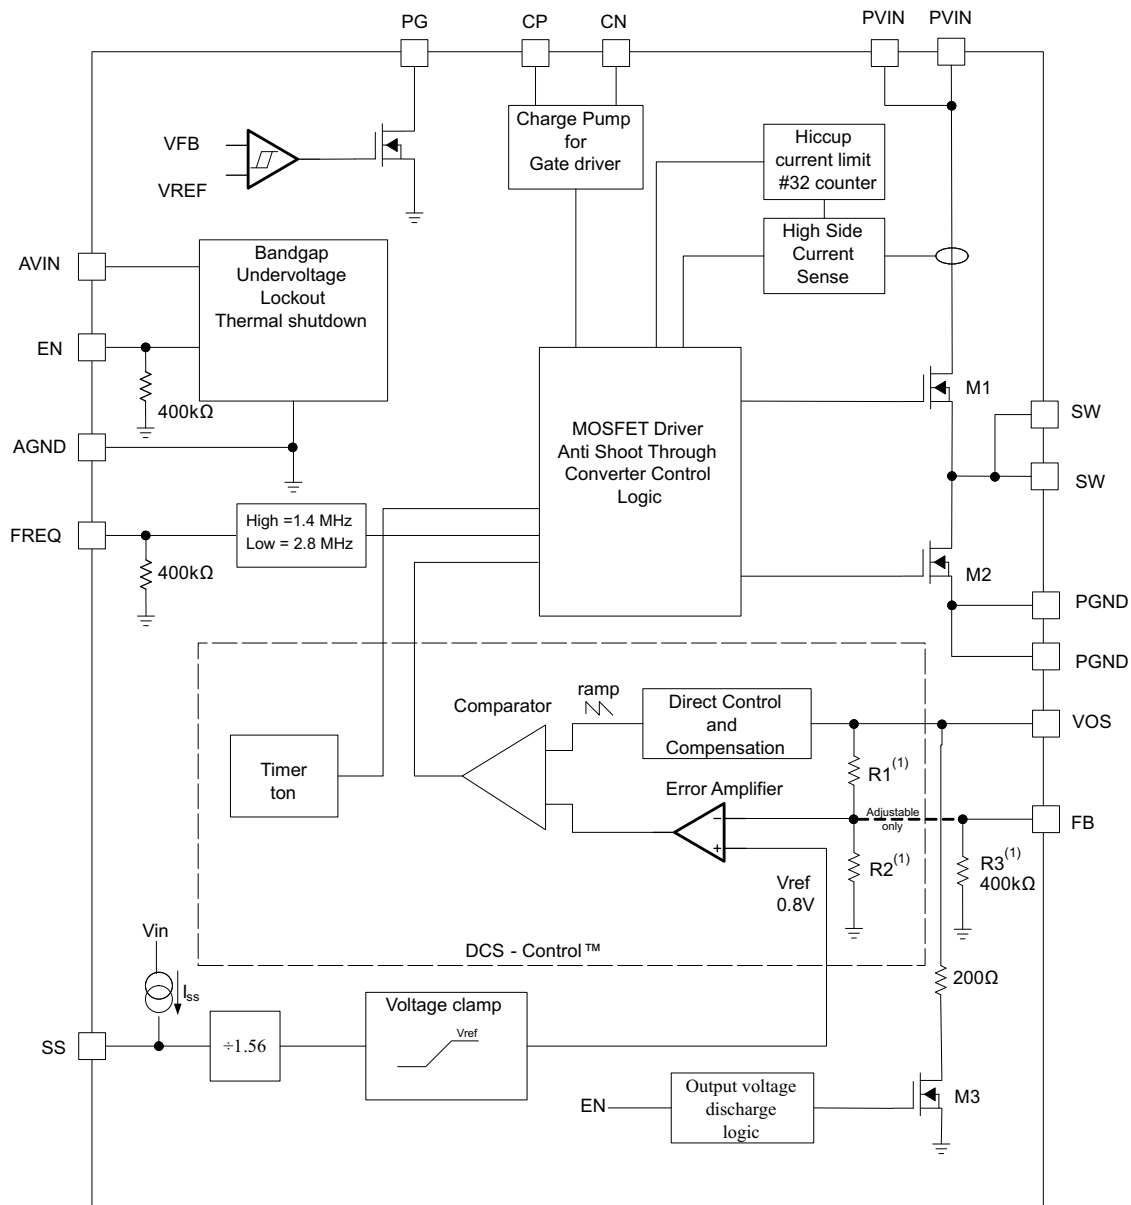 PG
CP
CN
PVIN
PVIN
VFB
VREF
Charge Pump
for
Gate driver
Hiccup
current limit
#32 counter
High Side
Current
Sense
AVIN
Bandgap
Undervoltage
Lockout
Thermal shutdown
EN
400kΩ
AGND
FREQ
High =1.4 MHz
Low = 2.8 MHz
400kΩ
MOSFET Driver
Anti Shoot Through
Converter Control
Logic
M1
SW
SW
M2
PGND
PGND
Comparator
ramp
Direct Control
and
Compensation
VOS
Timer
ton
Error Amplifier
R1(1)
Adjustable
only
FB
R2(1)
R3(1)
400kΩ
Vref
0.8V
DCS - Control™
200Ω
Vin
Iss
SS
÷1.56
Voltage clamp
Vref
EN
Output voltage
discharge
logic
M3